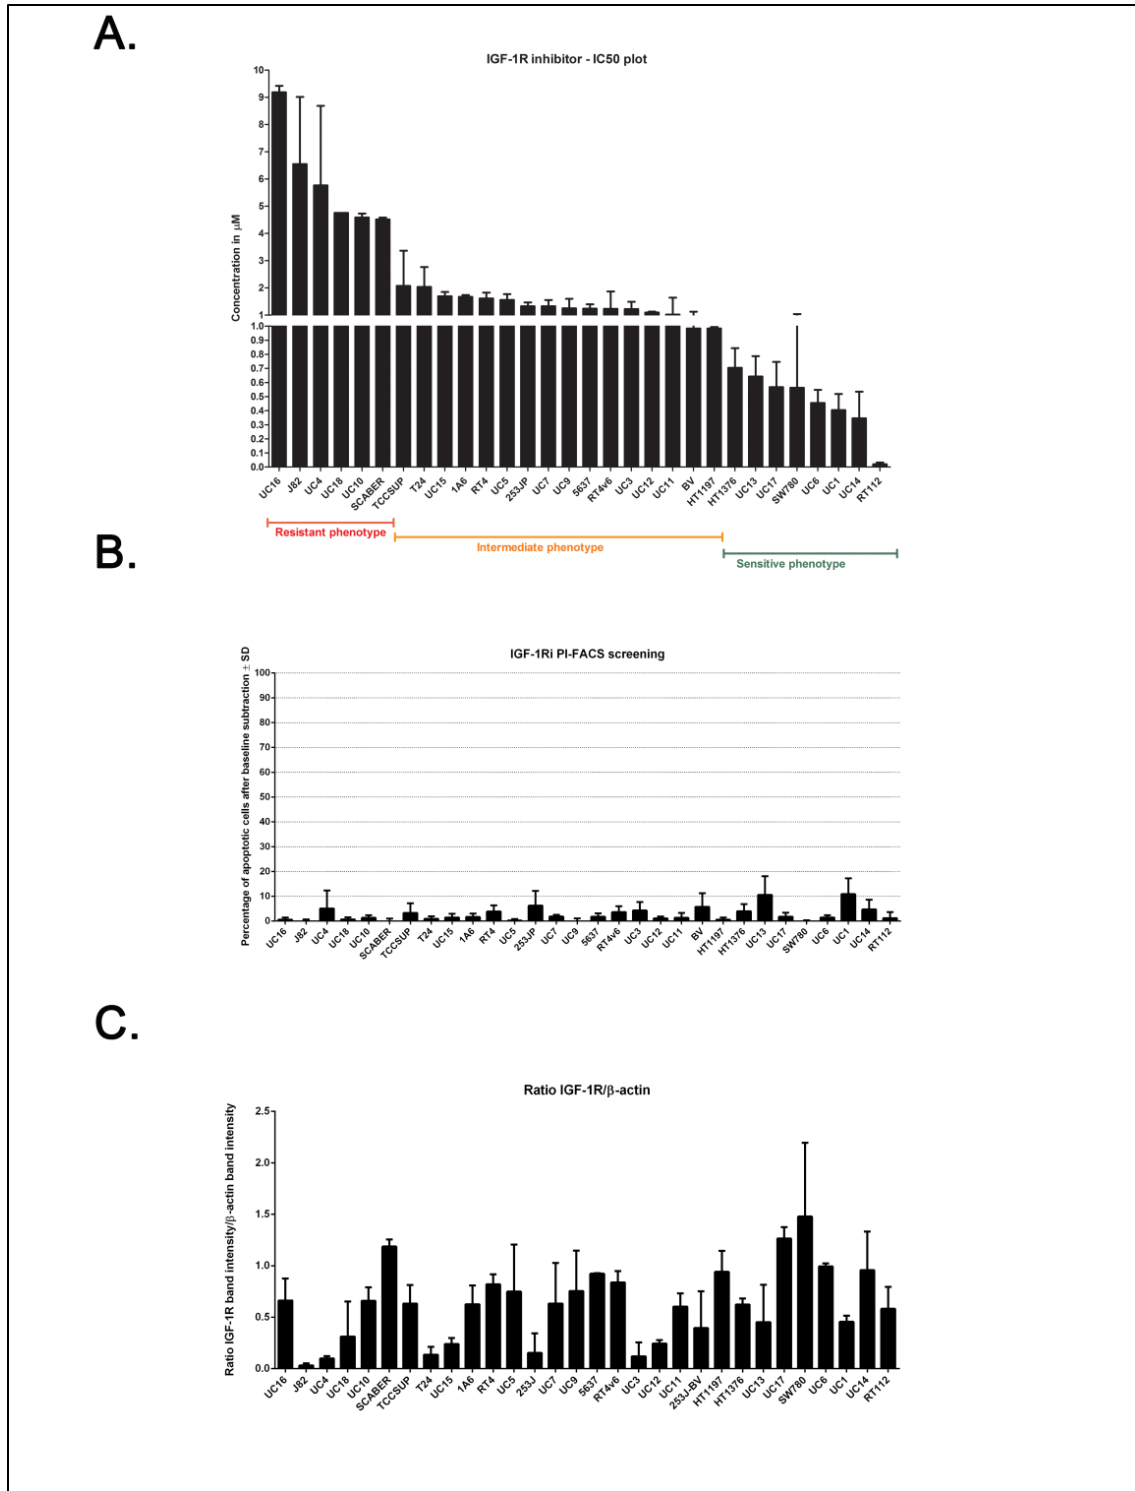 A.
IGF-1R inhibitor - IC50 plot
Concentration in μM
10
9
8
7
6
5
4
3
2
1
1.0
0.9
0.8
0.7
0.6
0.5
0.4
0.3
0.2
0.1
0.0
UC16 J82 UC4 UC18 UC10 SCABER TCCSUP T24 UC15 1A6 RT4 UC5 253JP UC7 UC9 5637 RT4v6 UC3 UC12 UC11 BV HT1197 HT1376 UC13 UC17 SW780 UC6 UC1 UC14 RT112
Resistant phenotype
Intermediate phenotype
Sensitive phenotype
B.
IGF-1Ri PI-FACS screening
Percentage of apoptotic cells after baseline subtraction ± SD
100
90
80
70
60
50
40
30
20
10
0
UC16 J82 UC4 UC18 UC10 SCABER TCCSUP T24 UC15 1A6 RT4 UC5 253JP UC7 UC9 5637 RT4v6 UC3 UC12 UC11 BV HT1197 HT1376 UC13 UC17 SW780 UC6 UC1 UC14 RT112
C.
Ratio IGF-1R/β-actin
Ratio IGF-1R band intensity/β-actin band intensity
2.5
2.0
1.5
1.0
0.5
0.0
UC16 J82 UC4 UC18 UC10 SCABER TCCSUP T24 UC15 1A6 RT4 UC5 253J UC7 UC9 5637 RT4v6 UC3 UC12 UC11 253J-BV HT1197 HT1376 UC13 UC17 SW780 UC6 UC1 UC14 RT112